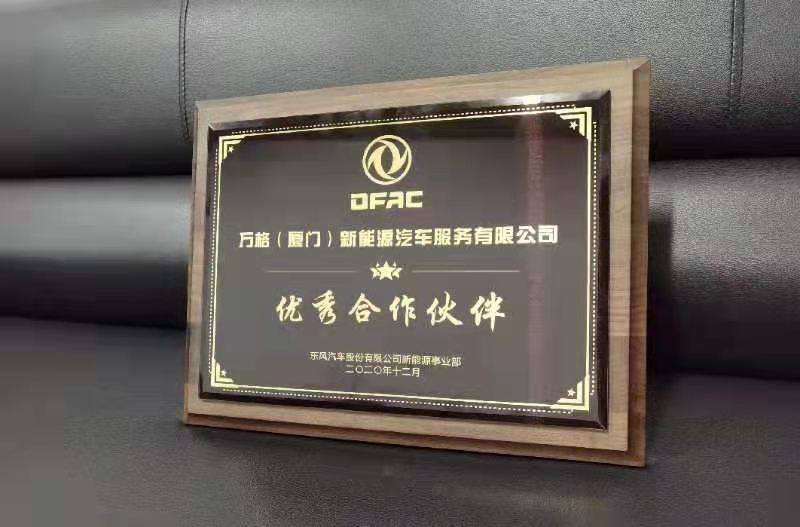 DFAC
万格（厦门）新能源汽车服务有限公司
优秀合作伙伴
东风汽车股份有限公司新能源事业部
二〇二〇年十二月